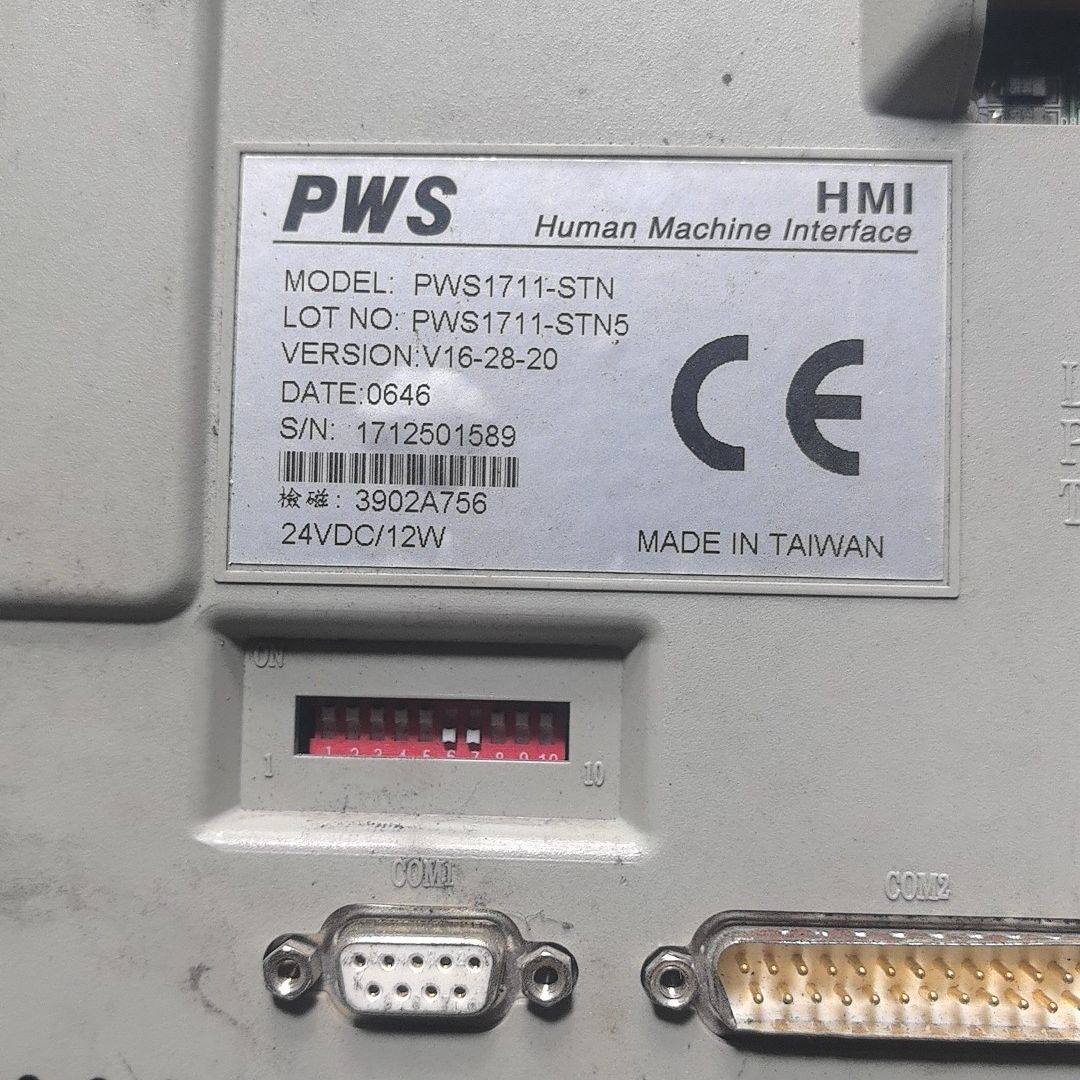 PWS
HMI
Human Machine Interface
MODEL: PWS1711-STN
LOT NO: PWS1711-STN5
VERSION:V16-28-20
DATE:0646
S/N: 1712501589
檢磁: 3902A756
24VDC/12W
MADE IN TAIWAN
L
P
T
ON
1 2 3 4 5 6 7 8 9 10
1
10
COM1
COM2